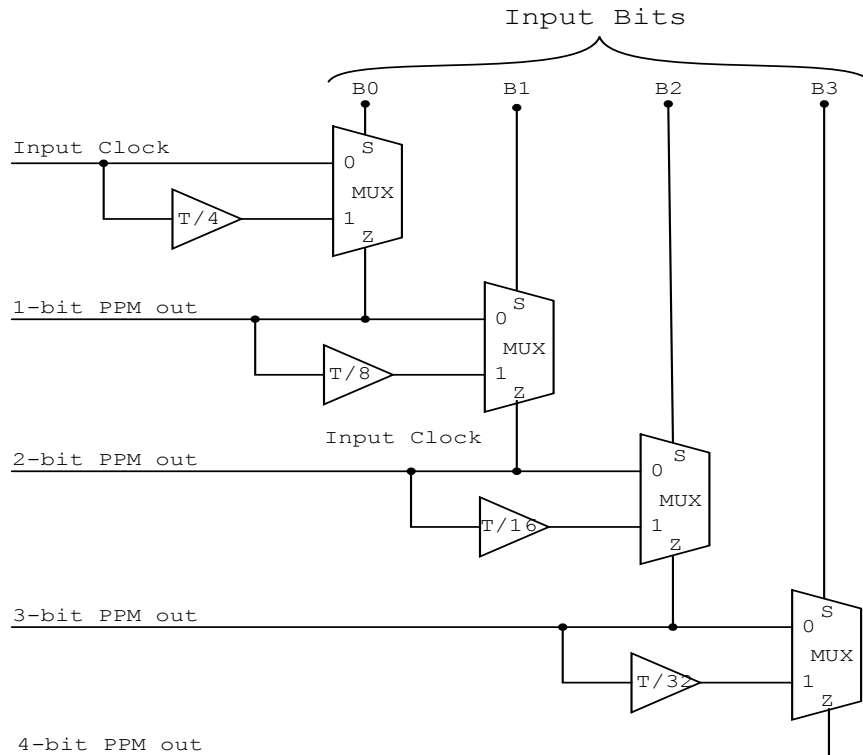 Input Bits
B0 B1 B2 B3
Input Clock
S
0
MUX
T/4
1
Z
1-bit PPM out
S
0
MUX
T/8
1
Z
Input Clock
2-bit PPM out
S
0
MUX
T/16
1
Z
3-bit PPM out
S
0
MUX
T/32
1
Z
4-bit PPM out